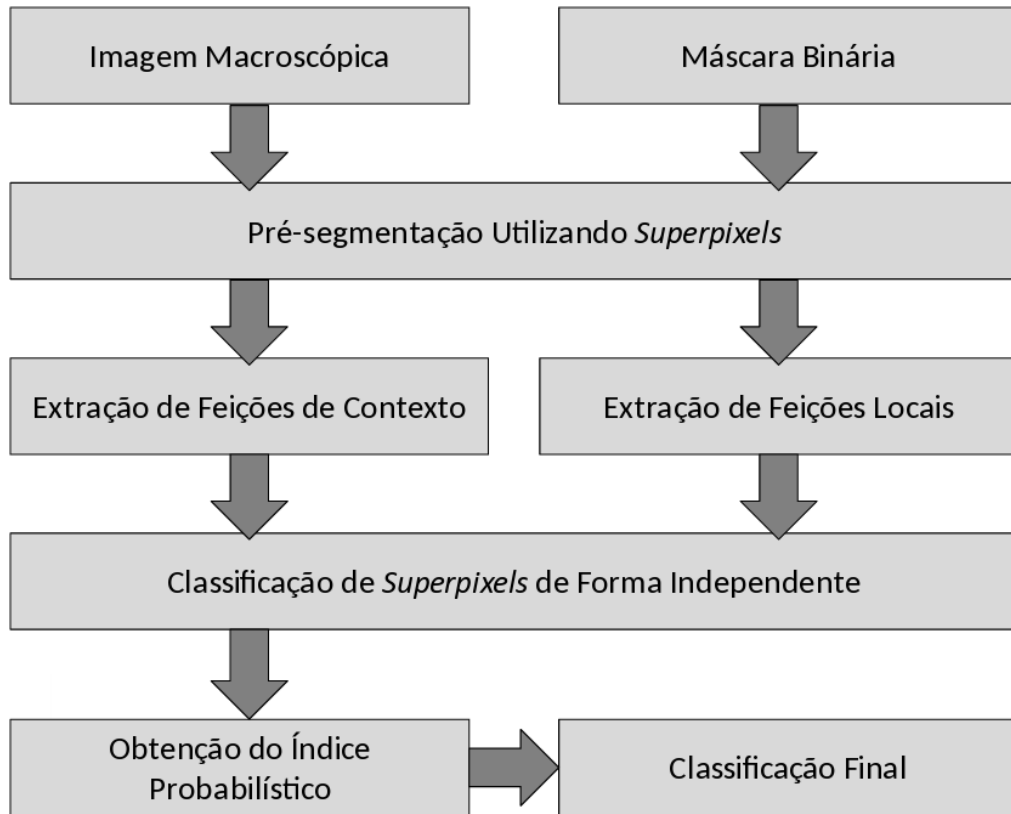 Imagem Macroscópica
Máscara Binária
Pré-segmentação Utilizando Superpixels
Extração de Feições de Contexto
Extração de Feições Locais
Classificação de Superpixels de Forma Independente
Obtenção do Índice
Probabilístico
Classificação Final